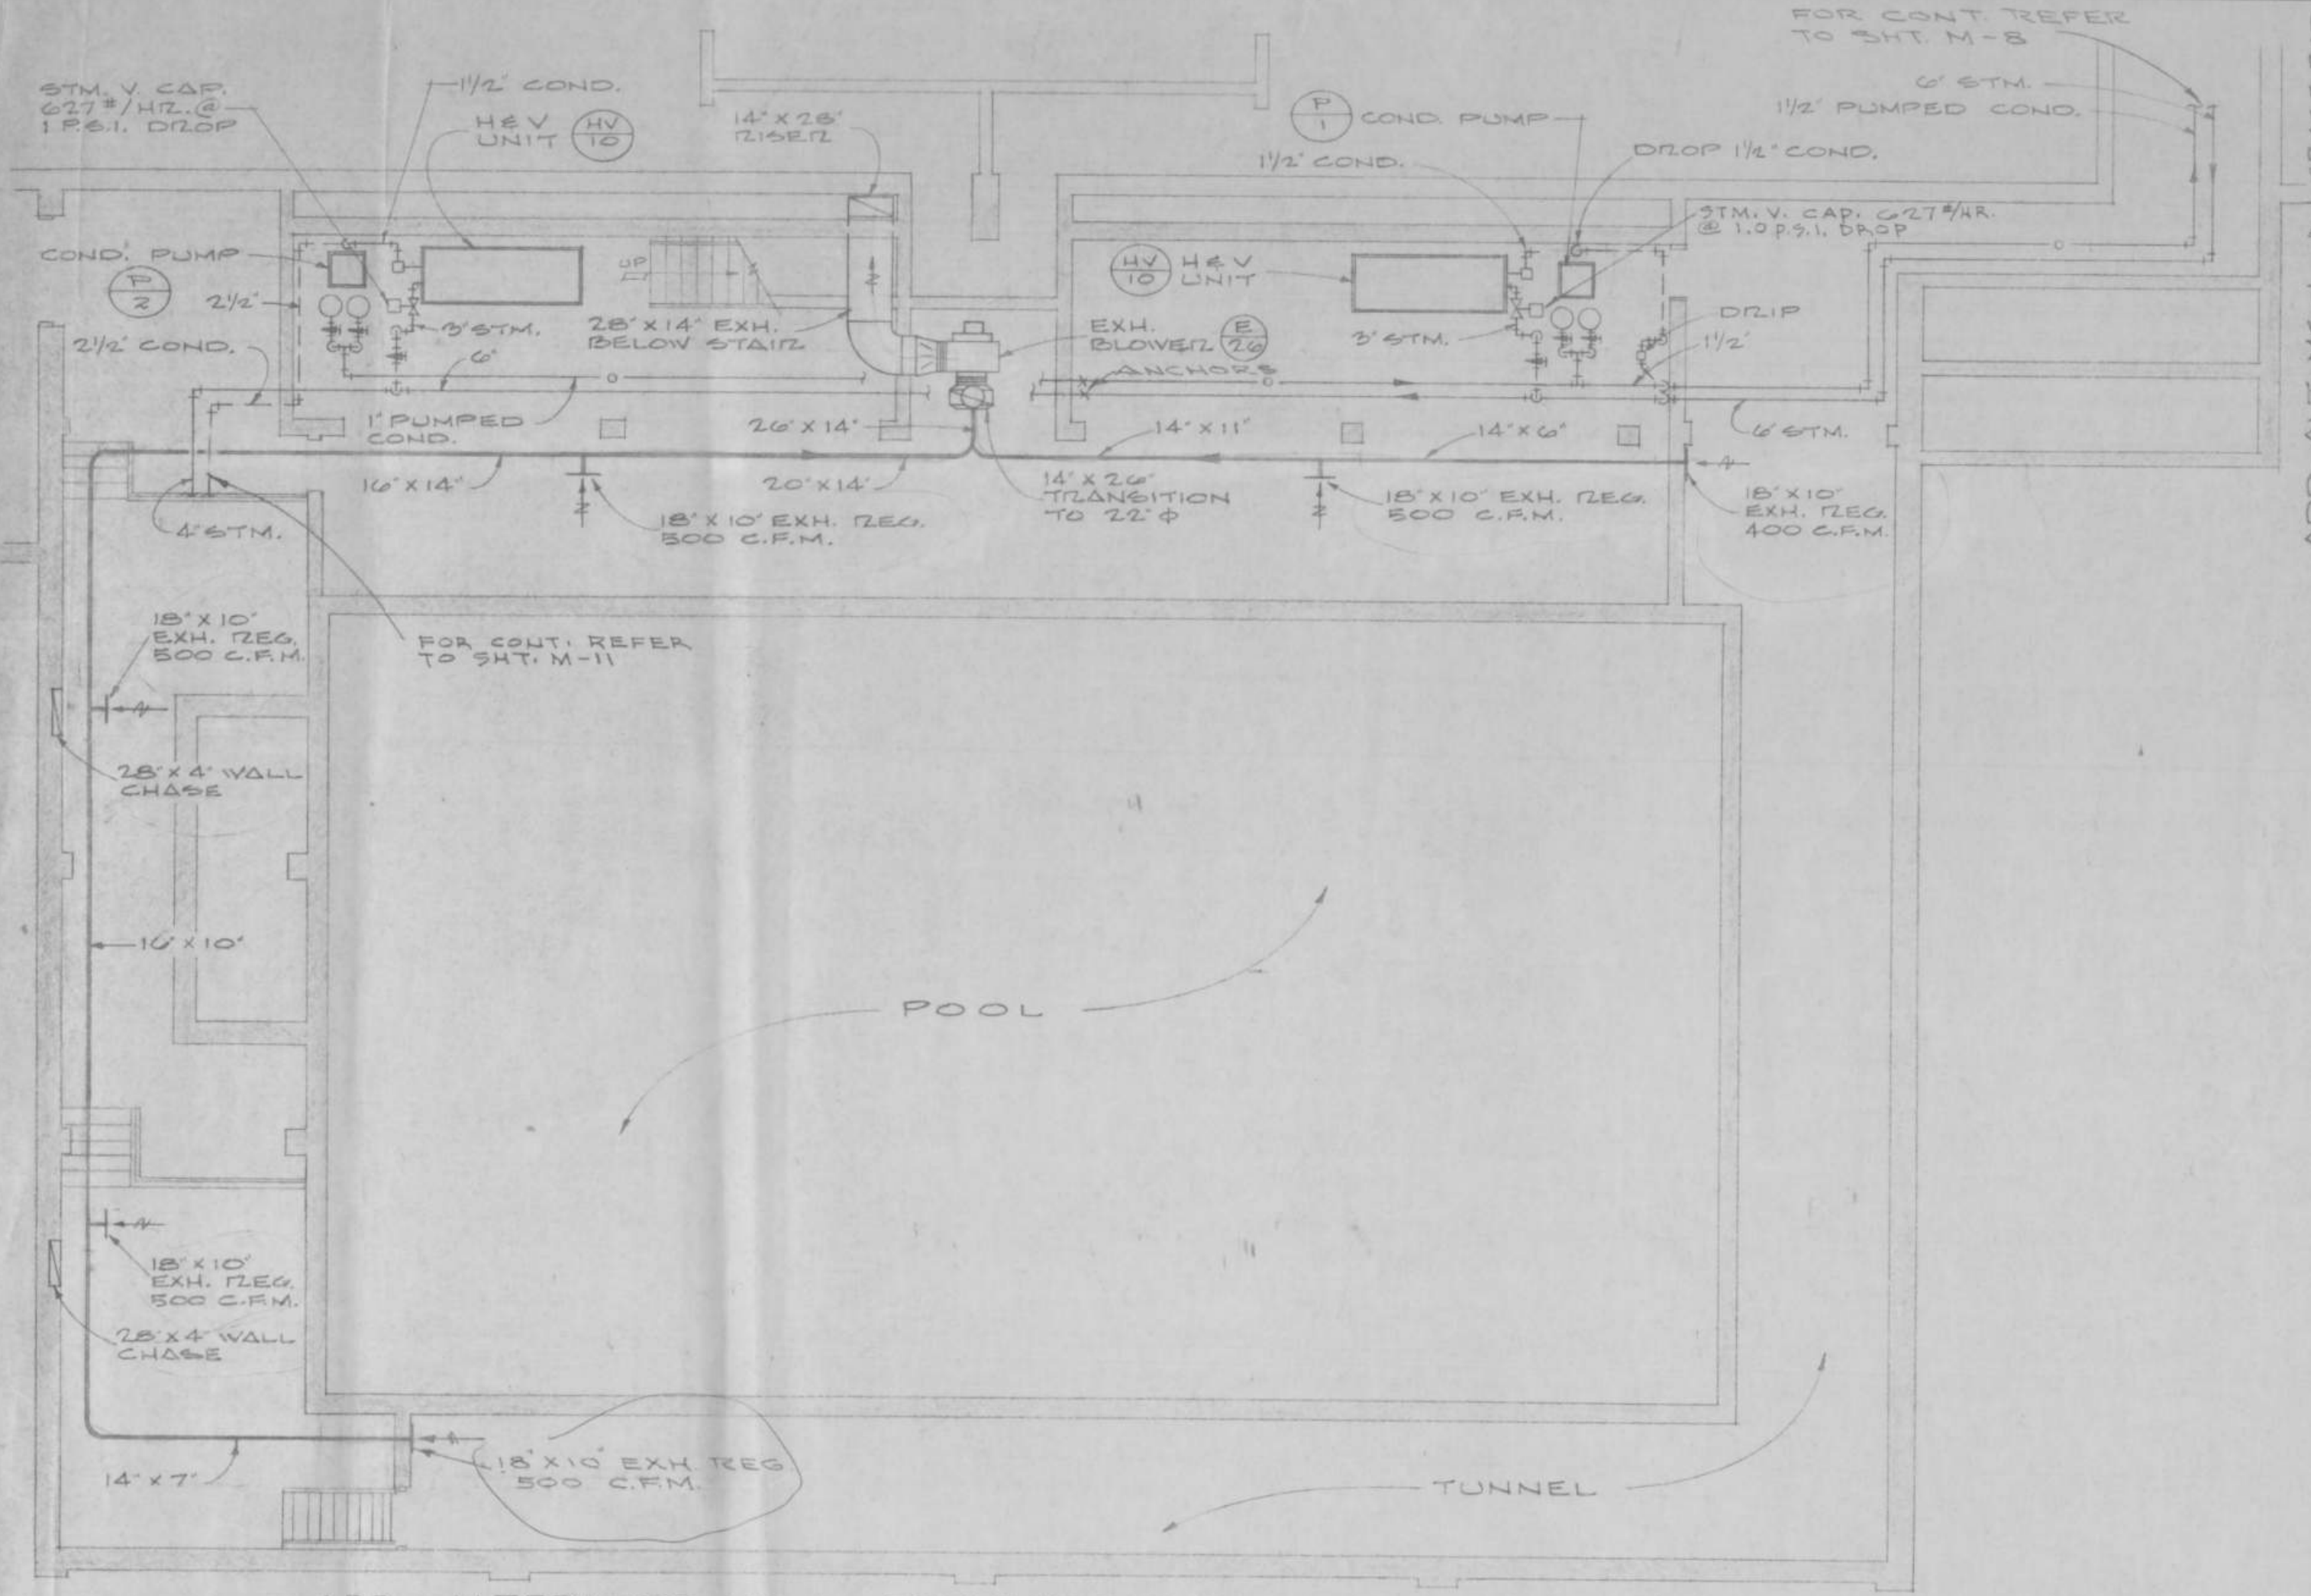 FOR CONT. REFER
TO SHT. M-8
6" STM.
1 1/2" PUMPED COND.
STM. V. CAP.
627 #/HR. @
1 P.S.I. DROP
1 1/2" COND.
H & V
UNIT
HV
10
14" X 28"
RISER
P
1
COND. PUMP
1 1/2" COND.
DROP 1 1/2" COND.
STM. V. CAP. 627 #/HR.
@ 1.0 P.S.I. DROP
COND. PUMP
P
2
2 1/2"
2 1/2" COND.
3" STM.
6"
UP
28" X 14" EXH.
BELOW STAIR
HV
10
H & V
UNIT
EXH.
BLOWER
E
26
ANCHORS
3" STM.
DRIP
1 1/2"
1" PUMPED
COND.
26" X 14"
14" X 11"
14" X 6"
6" STM.
16" X 14"
20" X 14"
14" X 26"
TRANSITION
TO 22" Φ
18" X 10" EXH. REG.
500 C.F.M.
18" X 10" EXH. REG.
500 C.F.M.
18" X 10"
EXH. REG.
400 C.F.M.
4" STM.
FOR CONT. REFER
TO SHT. M-11
18" X 10"
EXH. REG.
500 C.F.M.
28" X 4" WALL
CHASE
16" X 10"
POOL
18" X 10"
EXH. REG.
500 C.F.M.
28" X 4" WALL
CHASE
14" X 7"
18" X 10" EXH. REG.
500 C.F.M.
TUNNEL